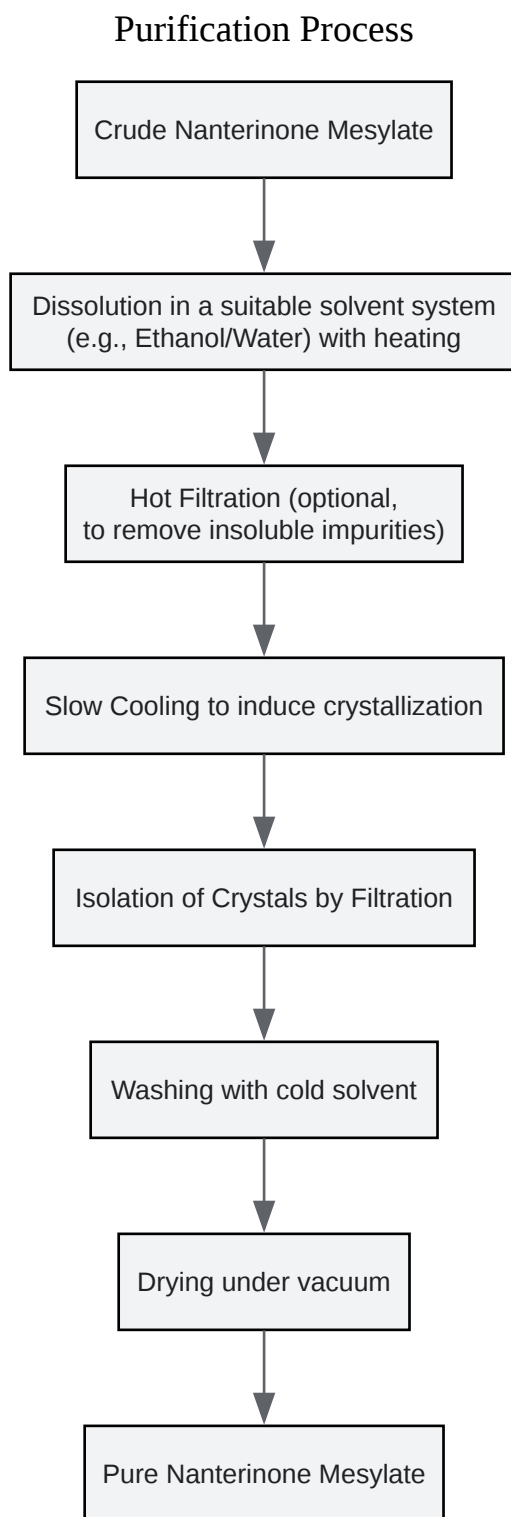 Purification Process
Crude Nanterinone Mesylate
Dissolution in a suitable solvent system
(e.g., Ethanol/Water) with heating
Hot Filtration (optional,
to remove insoluble impurities)
Slow Cooling to induce crystallization
Isolation of Crystals by Filtration
Washing with cold solvent
Drying under vacuum
Pure Nanterinone Mesylate